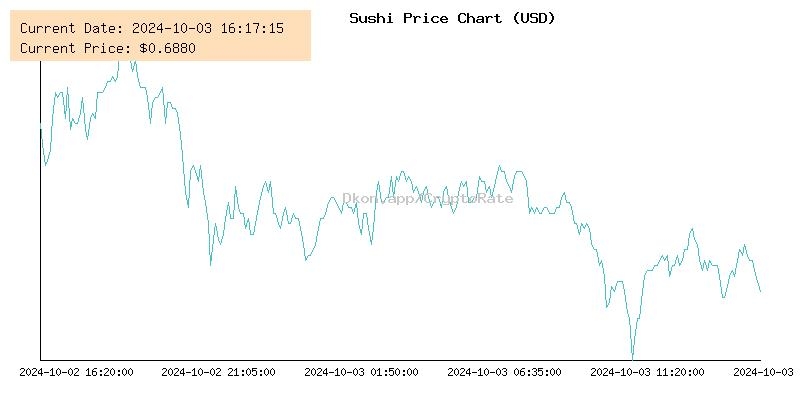 Sushi Price Chart (USD)
Current Date: 2024-10-03 16:17:15
Current Price: $0.6880
Dkon.app/CryptoRate
2024-10-02 16:20:00
2024-10-02 21:05:00
2024-10-03 01:50:00
2024-10-03 06:35:00
2024-10-03 11:20:00
2024-10-03